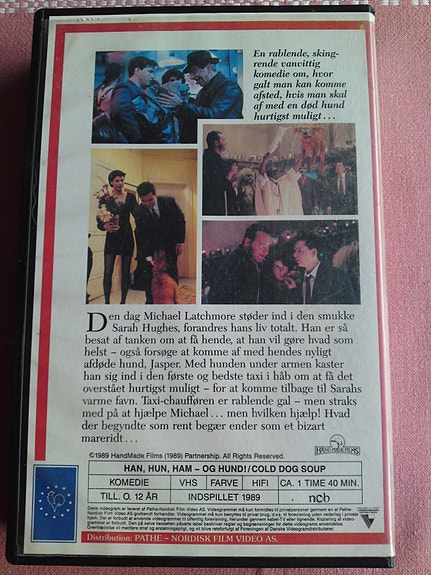 En rablende, sking-
rende vanvittig
komedie om, hvor
galt man kan komme
afsted, hvis man skal
af med en død hund
hurtigst muligt...
Den dag Michael Latchmore støder ind i den smukke
Sarah Hughes, forandres hans liv totalt. Han er så
besat af tanken om at få hende, at han vil gøre hvad som
helst – også forsøge at komme af med hendes nyligt
afdøde hund, Jasper. Med hunden under armen kaster
han sig ind i den første og bedste taxi i håb om at få det
overstået hurtigst muligt – for at komme tilbage til Sarahs
varme favn. Taxi-chaufføren er rablende gal – men straks
med på at hjælpe Michael... men hvilken hjælp! Hvad
der begyndte som rent begær ender som et bizart
mareridt...
HANDMADE FILMS
©1989 HandMade Films (1989) Partnership. All Rights Reserved.
HAN, HUN, HAM – OG HUND!/COLD DOG SOUP
KOMEDIE VHS FARVE HIFI CA. 1 TIME 40 MIN.
TILL. O. 12 ÅR INDSPILLET 1989 ncb
Distribution: PATHE – NORDISK FILM VIDEO AS.